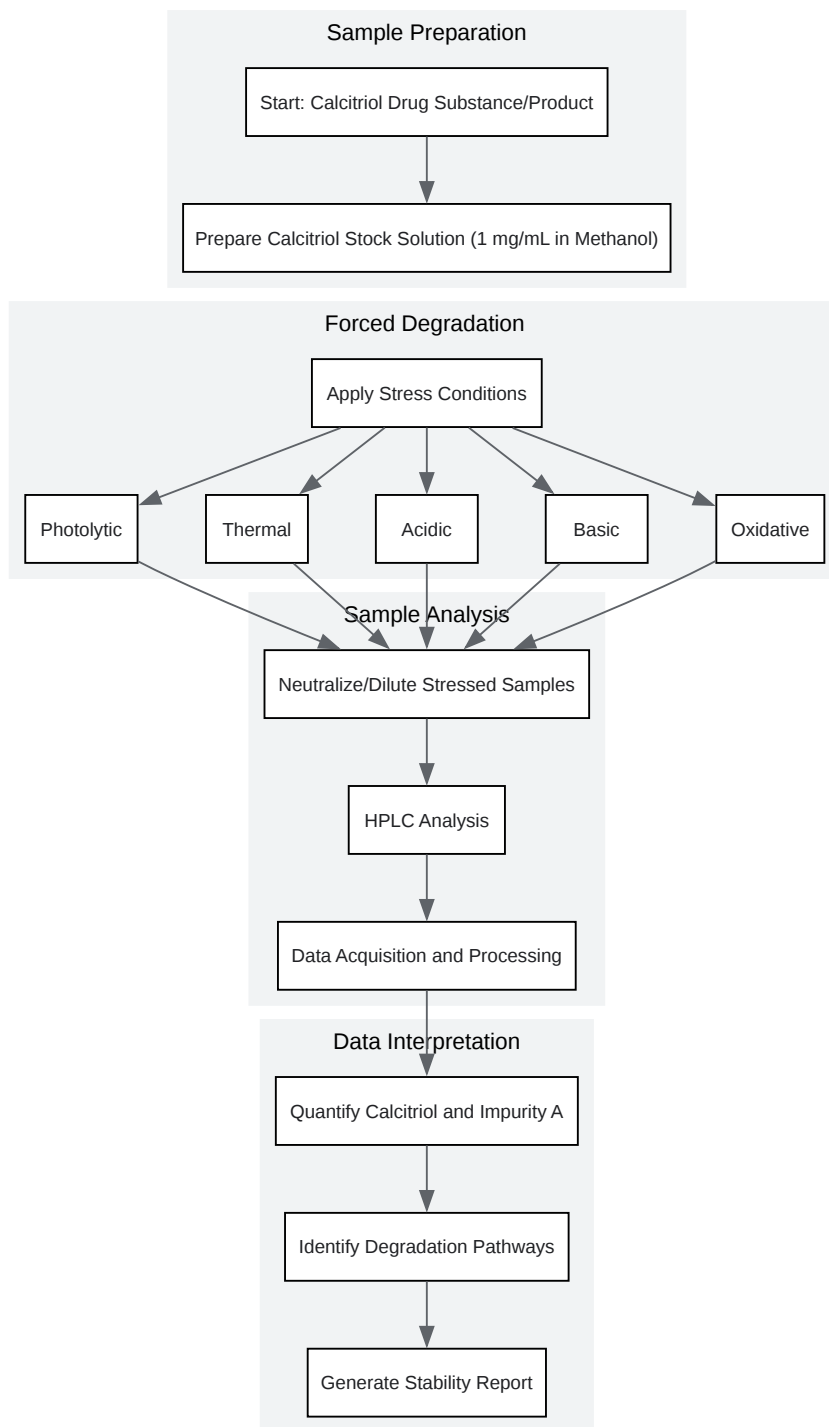 Sample Preparation
Start: Calcitriol Drug Substance/Product
Prepare Calcitriol Stock Solution (1 mg/mL in Methanol)
Forced Degradation
Apply Stress Conditions
Photolytic
Thermal
Acidic
Basic
Oxidative
Sample Analysis
Neutralize/Dilute Stressed Samples
HPLC Analysis
Data Acquisition and Processing
Data Interpretation
Quantify Calcitriol and Impurity A
Identify Degradation Pathways
Generate Stability Report